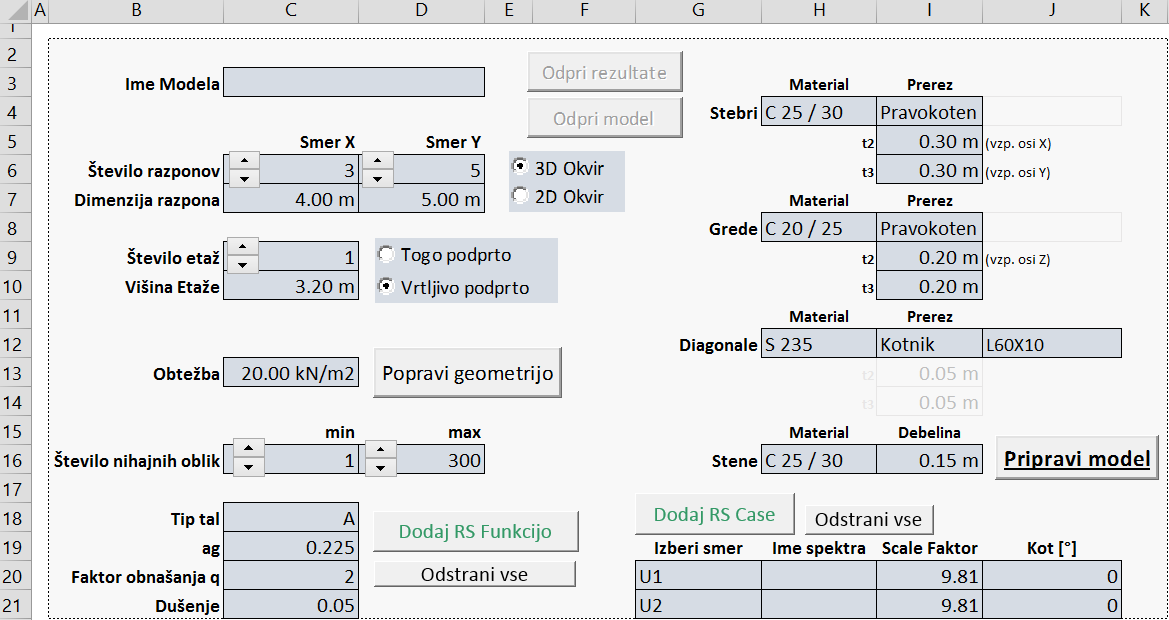 A B C D E F G H I J K
1
2
3 Ime Modela Odpri rezultate Material Prerez
4 Odpri model Stebri C 25 / 30 Pravokoten
5 Smer X Smer Y t2 0.30 m (vzp. osi X)
6 Število razponov 3 5 3D Okvir t3 0.30 m (vzp. osi Y)
7 Dimenzija razpona 4.00 m 5.00 m 2D Okvir Material Prerez
8 Grede C 20 / 25 Pravokoten
9 Število etaž 1 Togo podprto t2 0.20 m (vzp. osi Z)
10 Višina Etaže 3.20 m Vrtljivo podprto t3 0.20 m
11 Material Prerez
12 Diagonale S 235 Kotnik L60X10
13 Obtežba 20.00 kN/m2 Popravi geometrijo t2 0.05 m
14 t3 0.05 m
15 min max Material Debelina
16 Število nihajnih oblik 1 300 Stene C 25 / 30 0.15 m Pripravi model
17
18 Tip tal A Dodaj RS Funkcijo Dodaj RS Case Odstrani vse
19 ag 0.225 Izberi smer Ime spektra Scale Faktor Kot [°]
20 Faktor obnašanja q 2 Odstrani vse U1 9.81 0
21 Dušenje 0.05 U2 9.81 0